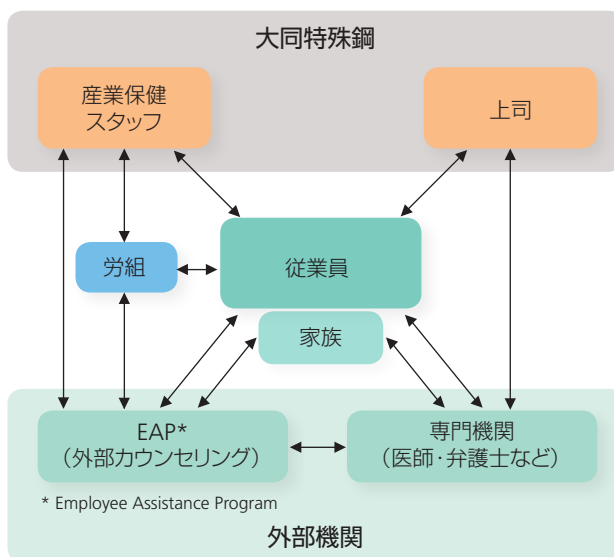 大同特殊鋼
産業保健
スタッフ
上司
労組
従業員
家族
EAP*
（外部カウンセリング）
専門機関
（医師・弁護士など）
* Employee Assistance Program
外部機関